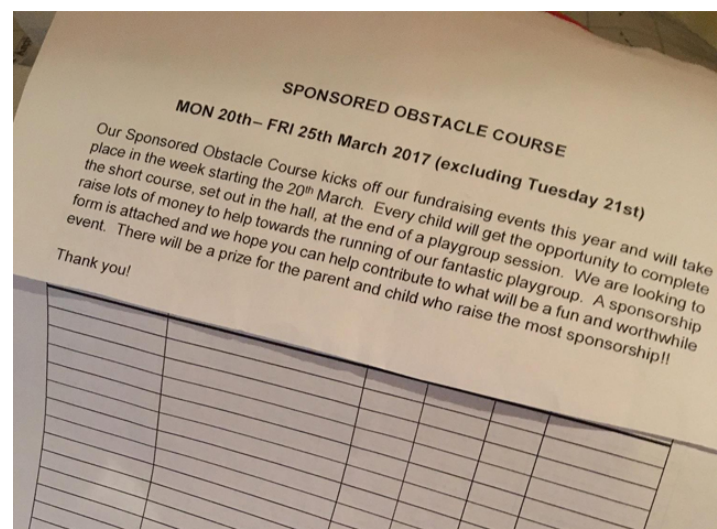 SPONSORED OBSTACLE COURSE
MON 20th– FRI 25th March 2017 (excluding Tuesday 21st)
Our Sponsored Obstacle Course kicks off our fundraising events this year and will take
place in the week starting the 20th March. Every child will get the opportunity to complete
the short course, set out in the hall, at the end of a playgroup session. We are looking to
raise lots of money to help towards the running of our fantastic playgroup. A sponsorship
form is attached and we hope you can help contribute to what will be a fun and worthwhile
event. There will be a prize for the parent and child who raise the most sponsorship!!
Thank you!